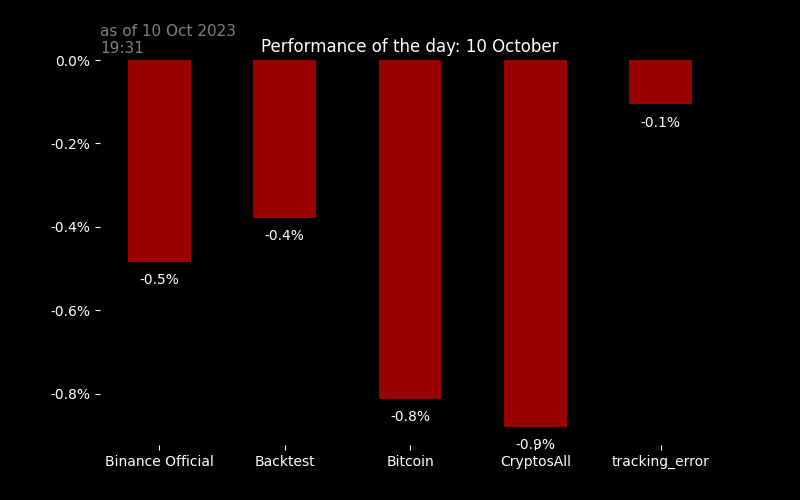 as of 10 Oct 2023
19:31
Performance of the day: 10 October
0.0%
-0.2%
-0.4%
-0.6%
-0.8%
-0.5%
-0.4%
-0.8%
-0.9%
-0.1%
Binance Official
Backtest
Bitcoin
CryptosAll
tracking_error